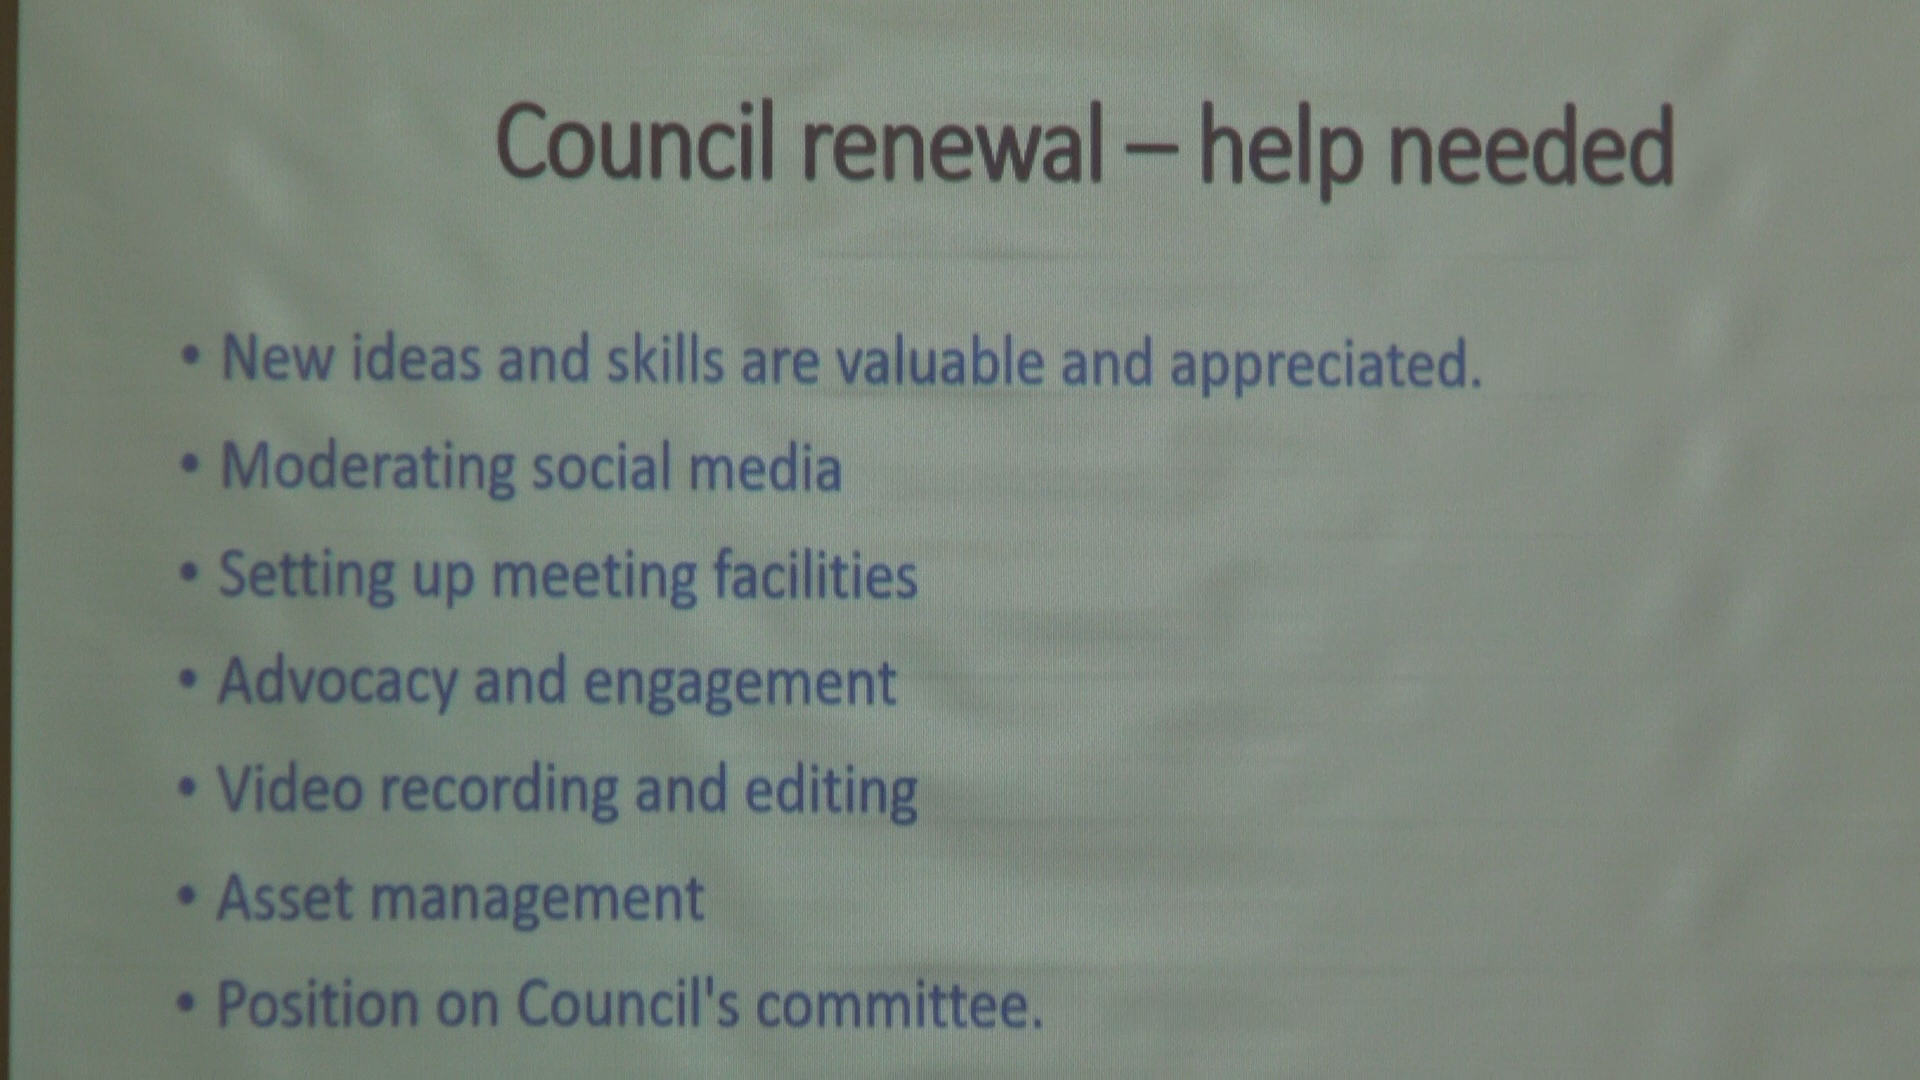 Council renewal – help needed
• New ideas and skills are valuable and appreciated.
• Moderating social media
• Setting up meeting facilities
• Advocacy and engagement
• Video recording and editing
• Asset management
• Position on Council's committee.